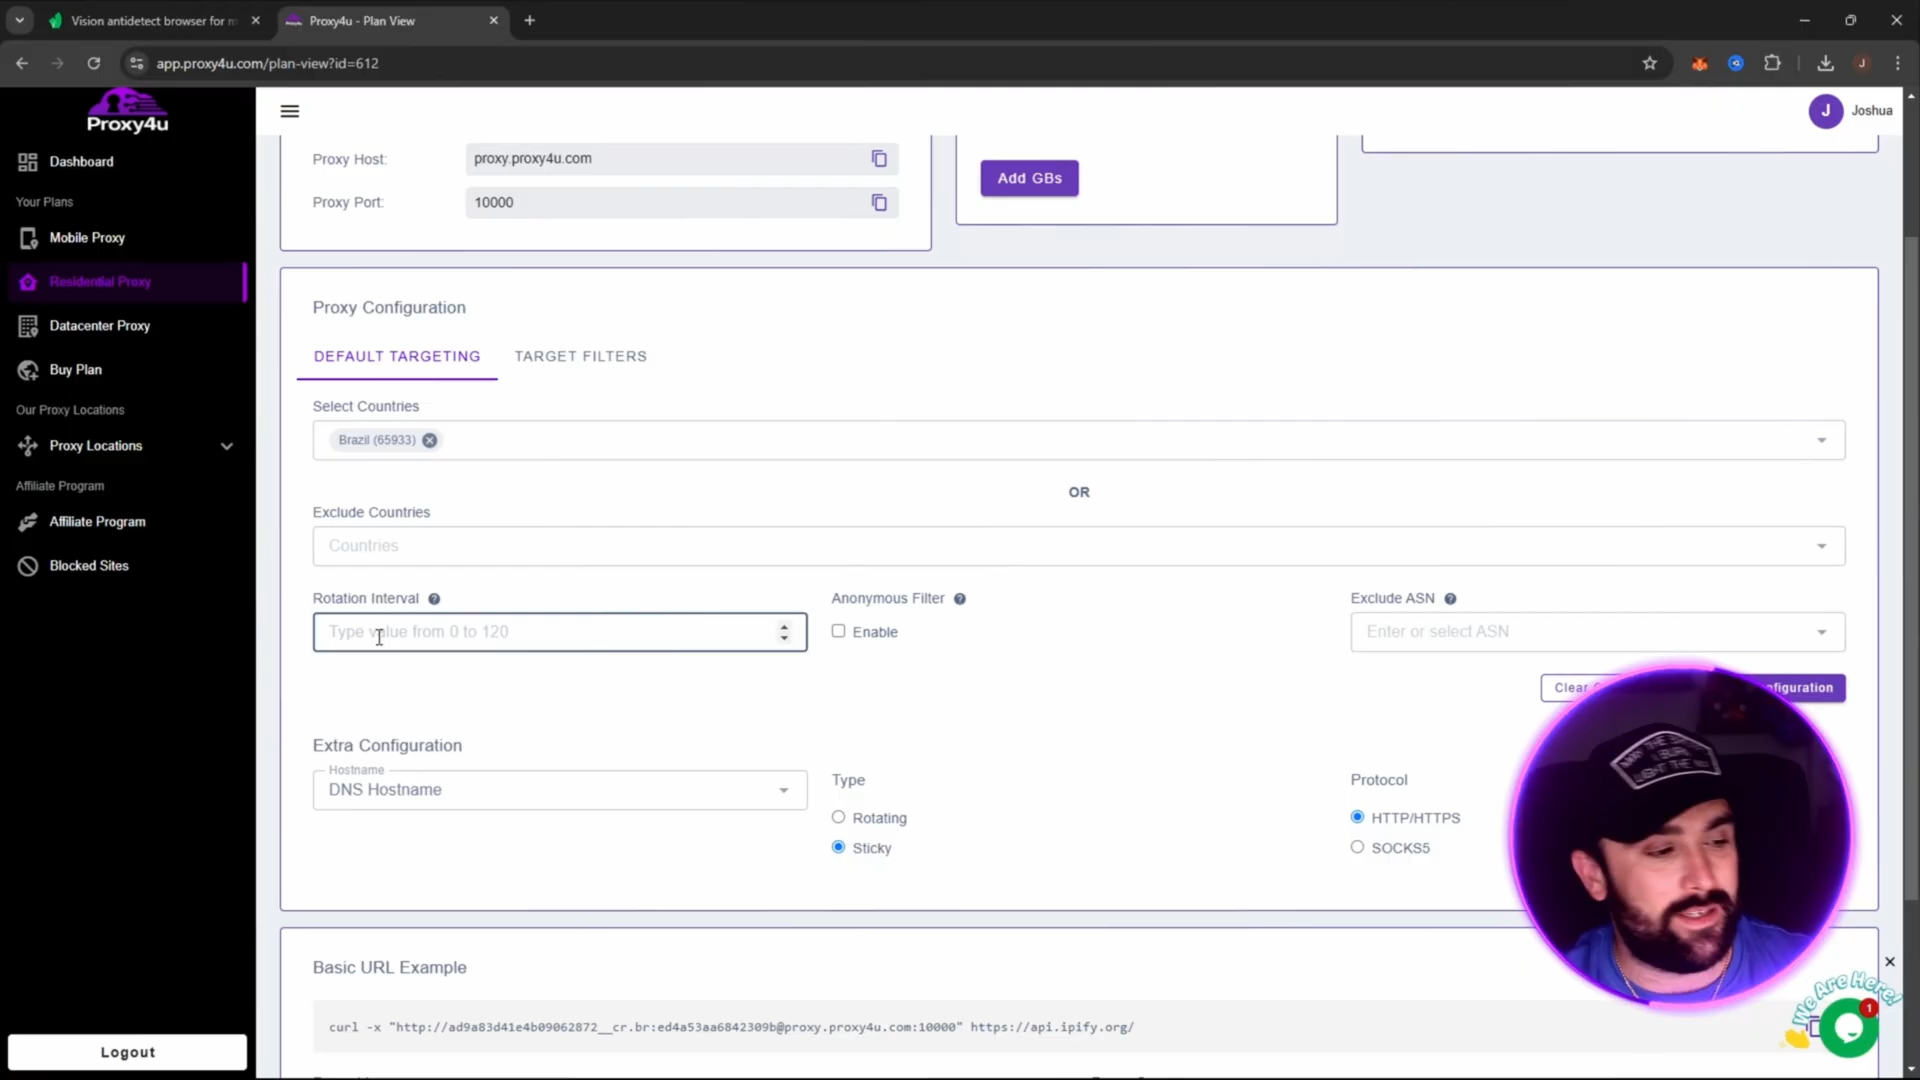 Vision antidetect browser for m
Proxy4u - Plan View
app.proxy4u.com/plan-view?id=612
J
Proxy4u
J
Joshua
Dashboard
Your Plans
Mobile Proxy
Residential Proxy
Datacenter Proxy
Buy Plan
Our Proxy Locations
Proxy Locations
Affiliate Program
Affiliate Program
Blocked Sites
Logout
Proxy Host:
proxy.proxy4u.com
Proxy Port:
10000
Add GBs
Proxy Configuration
DEFAULT TARGETING
TARGET FILTERS
Select Countries
Brazil (65933)
OR
Exclude Countries
Countries
Rotation Interval
Type value from 0 to 120
Anonymous Filter
Enable
Exclude ASN
Enter or select ASN
Clear
figuration
Extra Configuration
Hostname
DNS Hostname
Type
Rotating
Sticky
Protocol
HTTP/HTTPS
SOCKS5
Basic URL Example
curl -x "http://ad9a83d41e4b09062872__cr.br:ed4a53aa6842309b@proxy.proxy4u.com:10000" https://api.ipify.org/
We Are Here!
1